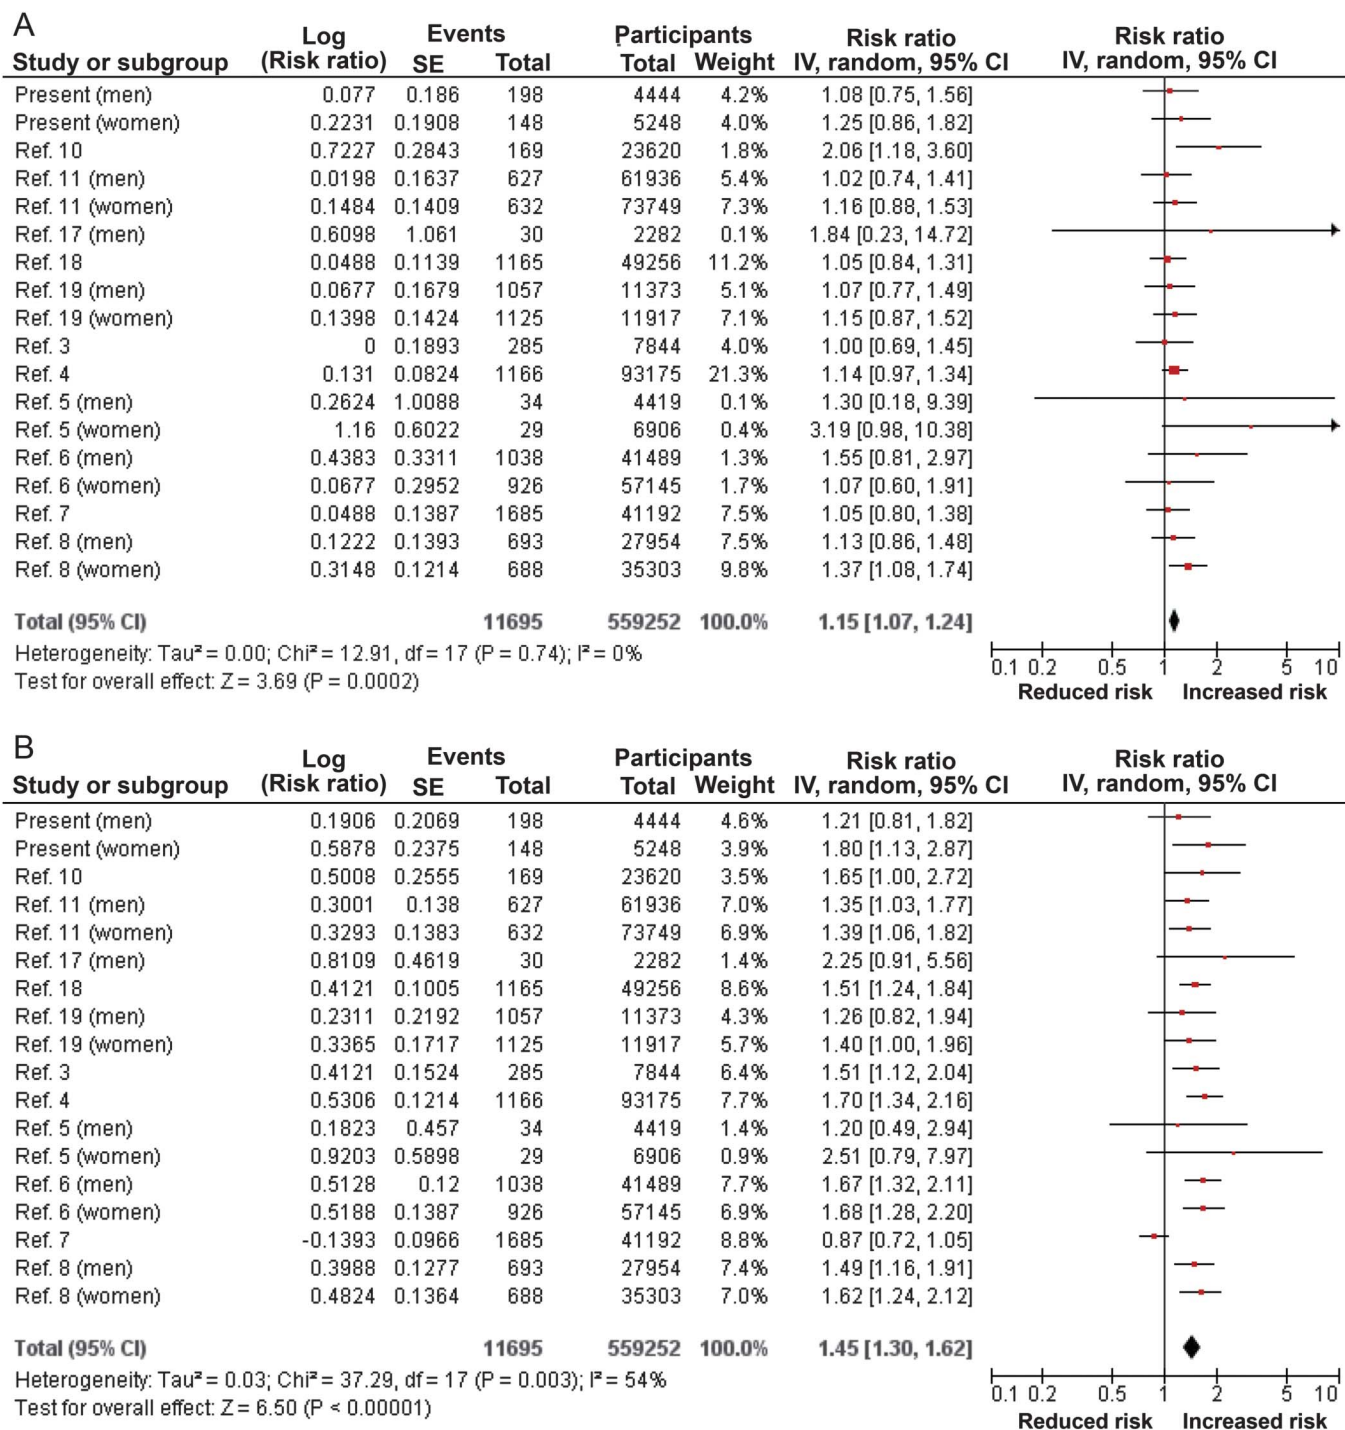 A
Log Events Participants Risk ratio Risk ratio
Study or subgroup (Risk ratio) SE Total Total Weight IV, random, 95% CI IV, random, 95% CI
Present (men) 0.077 0.186 198 4444 4.2% 1.08 [0.75, 1.56]
Present (women) 0.2231 0.1908 148 5248 4.0% 1.25 [0.86, 1.82]
Ref. 10 0.7227 0.2843 169 23620 1.8% 2.06 [1.18, 3.60]
Ref. 11 (men) 0.0198 0.1637 627 61936 5.4% 1.02 [0.74, 1.41]
Ref. 11 (women) 0.1484 0.1409 632 73749 7.3% 1.16 [0.88, 1.53]
Ref. 17 (men) 0.6098 1.061 30 2282 0.1% 1.84 [0.23, 14.72]
Ref. 18 0.0488 0.1139 1165 49256 11.2% 1.05 [0.84, 1.31]
Ref. 19 (men) 0.0677 0.1679 1057 11373 5.1% 1.07 [0.77, 1.49]
Ref. 19 (women) 0.1398 0.1424 1125 11917 7.1% 1.15 [0.87, 1.52]
Ref. 3 0 0.1893 285 7844 4.0% 1.00 [0.69, 1.45]
Ref. 4 0.131 0.0824 1166 93175 21.3% 1.14 [0.97, 1.34]
Ref. 5 (men) 0.2624 1.0088 34 4419 0.1% 1.30 [0.18, 9.39]
Ref. 5 (women) 1.16 0.6022 29 6906 0.4% 3.19 [0.98, 10.38]
Ref. 6 (men) 0.4383 0.3311 1038 41489 1.3% 1.55 [0.81, 2.97]
Ref. 6 (women) 0.0677 0.2952 926 57145 1.7% 1.07 [0.60, 1.91]
Ref. 7 0.0488 0.1387 1685 41192 7.5% 1.05 [0.80, 1.38]
Ref. 8 (men) 0.1222 0.1393 693 27954 7.5% 1.13 [0.86, 1.48]
Ref. 8 (women) 0.3148 0.1214 688 35303 9.8% 1.37 [1.08, 1.74]
Total (95% CI) 11695 559252 100.0% 1.15 [1.07, 1.24]
Heterogeneity: Tau² = 0.00; Chi² = 12.91, df = 17 (P = 0.74); I² = 0%
Test for overall effect: Z = 3.69 (P = 0.0002)
0.1 0.2 0.5 1 2 5 10
Reduced risk Increased risk
B
Log Events Participants Risk ratio Risk ratio
Study or subgroup (Risk ratio) SE Total Total Weight IV, random, 95% CI IV, random, 95% CI
Present (men) 0.1906 0.2069 198 4444 4.6% 1.21 [0.81, 1.82]
Present (women) 0.5878 0.2375 148 5248 3.9% 1.80 [1.13, 2.87]
Ref. 10 0.5008 0.2555 169 23620 3.5% 1.65 [1.00, 2.72]
Ref. 11 (men) 0.3001 0.138 627 61936 7.0% 1.35 [1.03, 1.77]
Ref. 11 (women) 0.3293 0.1383 632 73749 6.9% 1.39 [1.06, 1.82]
Ref. 17 (men) 0.8109 0.4619 30 2282 1.4% 2.25 [0.91, 5.56]
Ref. 18 0.4121 0.1005 1165 49256 8.6% 1.51 [1.24, 1.84]
Ref. 19 (men) 0.2311 0.2192 1057 11373 4.3% 1.26 [0.82, 1.94]
Ref. 19 (women) 0.3365 0.1717 1125 11917 5.7% 1.40 [1.00, 1.96]
Ref. 3 0.4121 0.1524 285 7844 6.4% 1.51 [1.12, 2.04]
Ref. 4 0.5306 0.1214 1166 93175 7.7% 1.70 [1.34, 2.16]
Ref. 5 (men) 0.1823 0.457 34 4419 1.4% 1.20 [0.49, 2.94]
Ref. 5 (women) 0.9203 0.5898 29 6906 0.9% 2.51 [0.79, 7.97]
Ref. 6 (men) 0.5128 0.12 1038 41489 7.7% 1.67 [1.32, 2.11]
Ref. 6 (women) 0.5188 0.1387 926 57145 6.9% 1.68 [1.28, 2.20]
Ref. 7 -0.1393 0.0966 1685 41192 8.8% 0.87 [0.72, 1.05]
Ref. 8 (men) 0.3988 0.1277 693 27954 7.4% 1.49 [1.16, 1.91]
Ref. 8 (women) 0.4824 0.1364 688 35303 7.0% 1.62 [1.24, 2.12]
Total (95% CI) 11695 559252 100.0% 1.45 [1.30, 1.62]
Heterogeneity: Tau² = 0.03; Chi² = 37.29, df = 17 (P = 0.003); I² = 54%
Test for overall effect: Z = 6.50 (P < 0.00001)
0.1 0.2 0.5 1 2 5 10
Reduced risk Increased risk